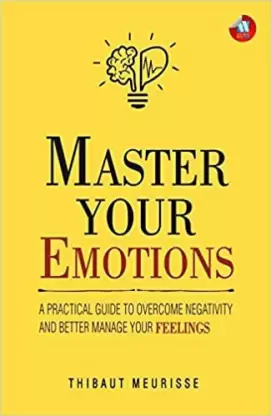 MASTER
YOUR
EMOTIONS
A PRACTICAL GUIDE TO OVERCOME NEGATIVITY
AND BETTER MANAGE YOUR FEELINGS
THIBAUT MEURISSE